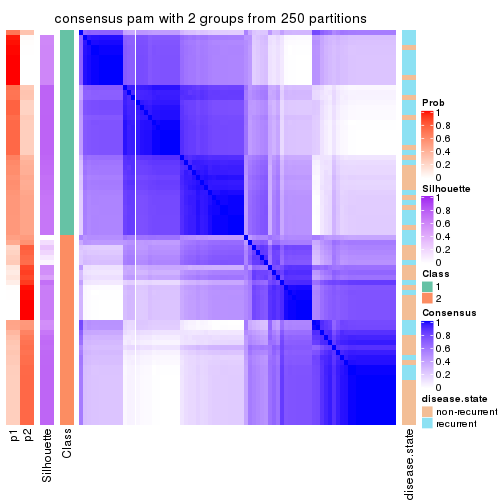 consensus pam with 2 groups from 250 partitions
Prob
1
0.8
0.6
0.4
0.2
0
Silhouette
1
0.8
0.6
0.4
0.2
0
Class
1
2
Consensus
1
0.8
0.6
0.4
0.2
0
disease.state
non-recurrent
recurrent
p1
p2
Silhouette
Class
disease.state